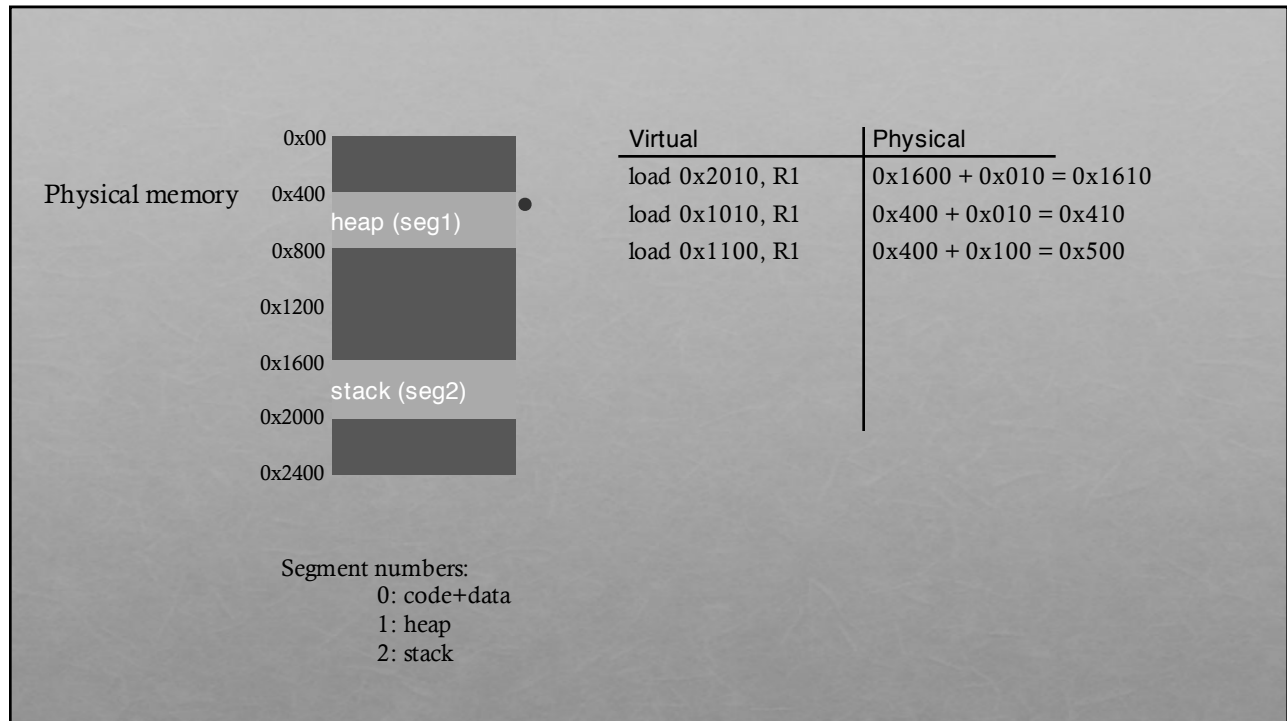 Physical memory
0x00
0x400
heap (seg1)
0x800
0x1200
0x1600
stack (seg2)
0x2000
0x2400
Virtual Physical
load 0x2010, R1 0x1600 + 0x010 = 0x1610
load 0x1010, R1 0x400 + 0x010 = 0x410
load 0x1100, R1 0x400 + 0x100 = 0x500
Segment numbers:
0: code+data
1: heap
2: stack